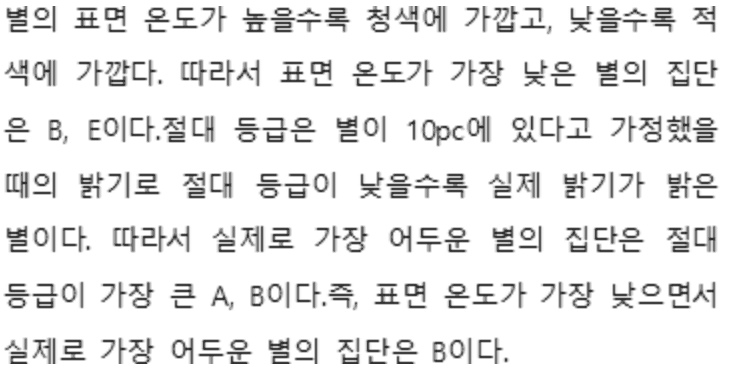 별의 표면 온도가 높을수록 청색에 가깝고, 낮을수록 적
색에 가깝다. 따라서 표면 온도가 가장 낮은 별의 집단
은 B, E이다.절대 등급은 별이 10pc에 있다고 가정했을
때의 밝기로 절대 등급이 낮을수록 실제 밝기가 밝은
별이다. 따라서 실제로 가장 어두운 별의 집단은 절대
등급이 가장 큰 A, B이다.즉, 표면 온도가 가장 낮으면서
실제로 가장 어두운 별의 집단은 B이다.